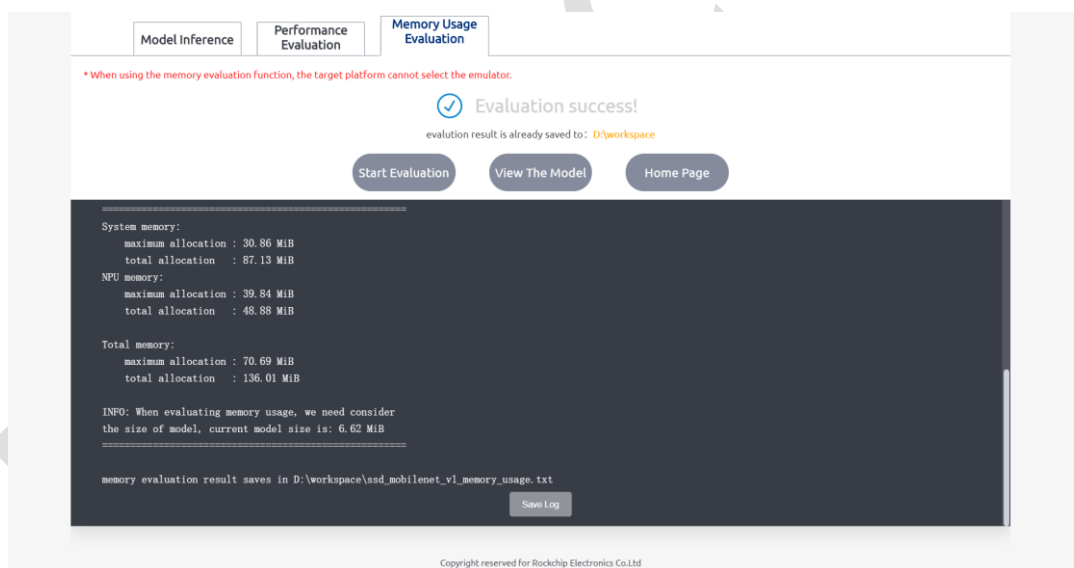 Model Inference
Performance
Evaluation
Memory Usage
Evaluation
* When using the memory evaluation function, the target platform cannot select the emulator.
Evaluation success!
evalution result is already saved to: D:\workspace
Start Evaluation
View The Model
Home Page
======================================================
System memory:
maximum allocation : 30.86 MiB
total allocation : 87.13 MiB
NPU memory:
maximum allocation : 39.84 MiB
total allocation : 48.88 MiB
Total memory:
maximum allocation : 70.69 MiB
total allocation : 136.01 MiB
INFO: When evaluating memory usage, we need consider
the size of model, current model size is: 6.62 MiB
======================================================
memory evaluation result saves in D:\workspace\ssd_mobilenet_v1_memory_usage.txt
Save Log
Copyright reserved for Rockchip Electronics Co.Ltd